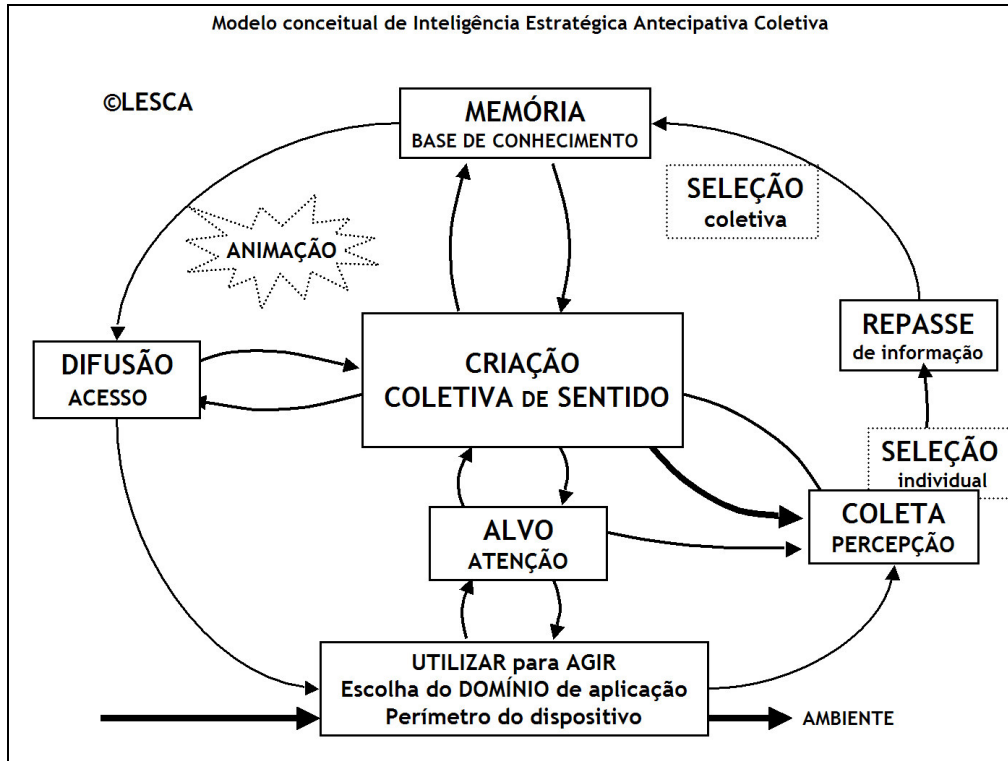 Modelo conceitual de Inteligência Estratégica Antecipativa Coletiva
©LESCA
MEMÓRIA
BASE DE CONHECIMENTO
SELEÇÃO
coletiva
ANIMAÇÃO
REPASSE
de informação
DIFUSÃO
ACESSO
CRIAÇÃO
COLETIVA DE SENTIDO
SELEÇÃO
individual
COLETA
PERCEPÇÃO
ALVO
ATENÇÃO
UTILIZAR para AGIR
Escolha do DOMÍNIO de aplicação
Perímetro do dispositivo
AMBIENTE